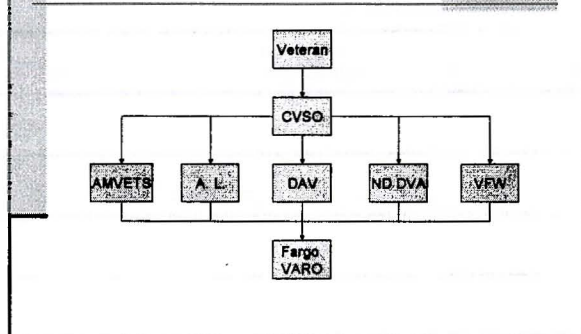 Veteran
CVSO
AMVETS
A. L.
DAV
ND DVA
VFW
Fargo
VARO